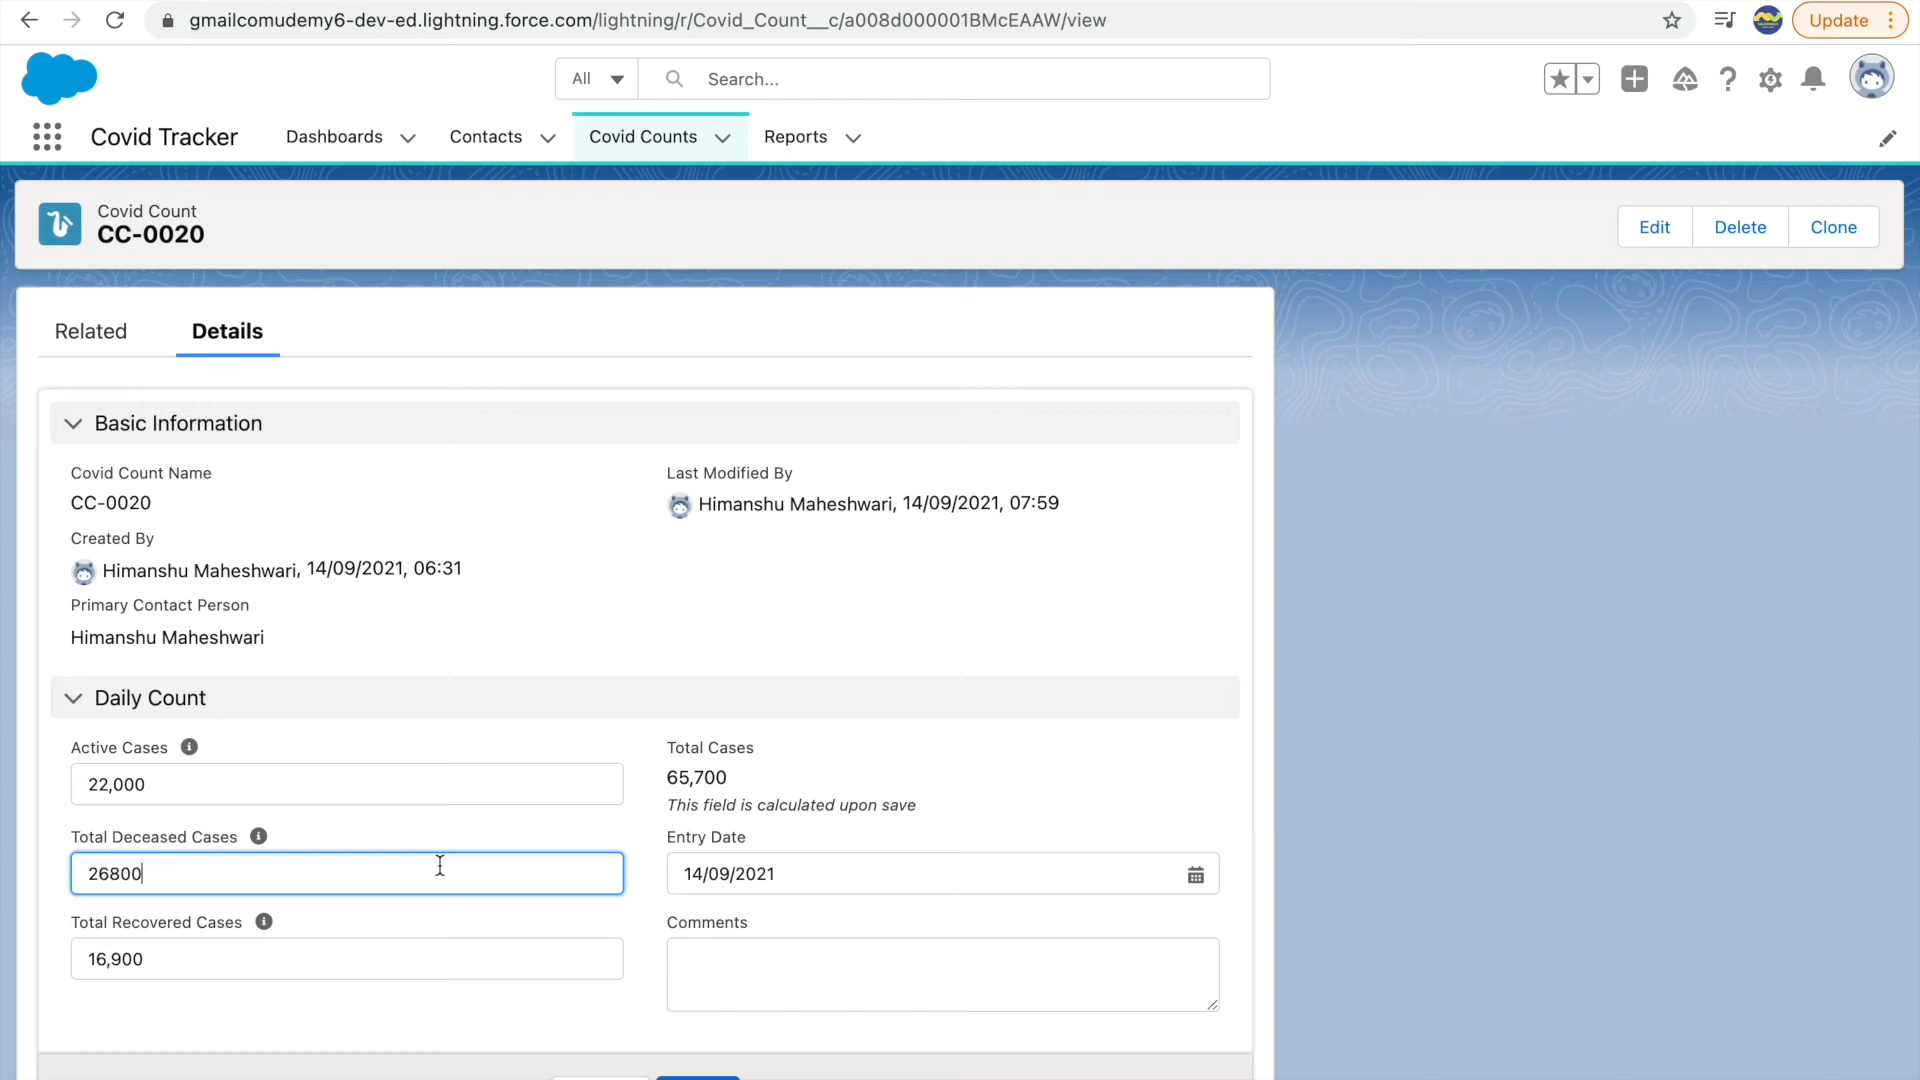 gmailcomudemy6-dev-ed.lightning.force.com/lightning/r/Covid_Count__c/a008d000001BMcEAAW/view
Update
All
Search...
Covid Tracker
Dashboards
Contacts
Covid Counts
Reports
Covid Count
CC-0020
Edit
Delete
Clone
Related
Details
Basic Information
Covid Count Name
CC-0020
Last Modified By
Himanshu Maheshwari, 14/09/2021, 07:59
Created By
Himanshu Maheshwari, 14/09/2021, 06:31
Primary Contact Person
Himanshu Maheshwari
Daily Count
Active Cases
22,000
Total Cases
65,700
This field is calculated upon save
Total Deceased Cases
26800
Entry Date
14/09/2021
Total Recovered Cases
16,900
Comments